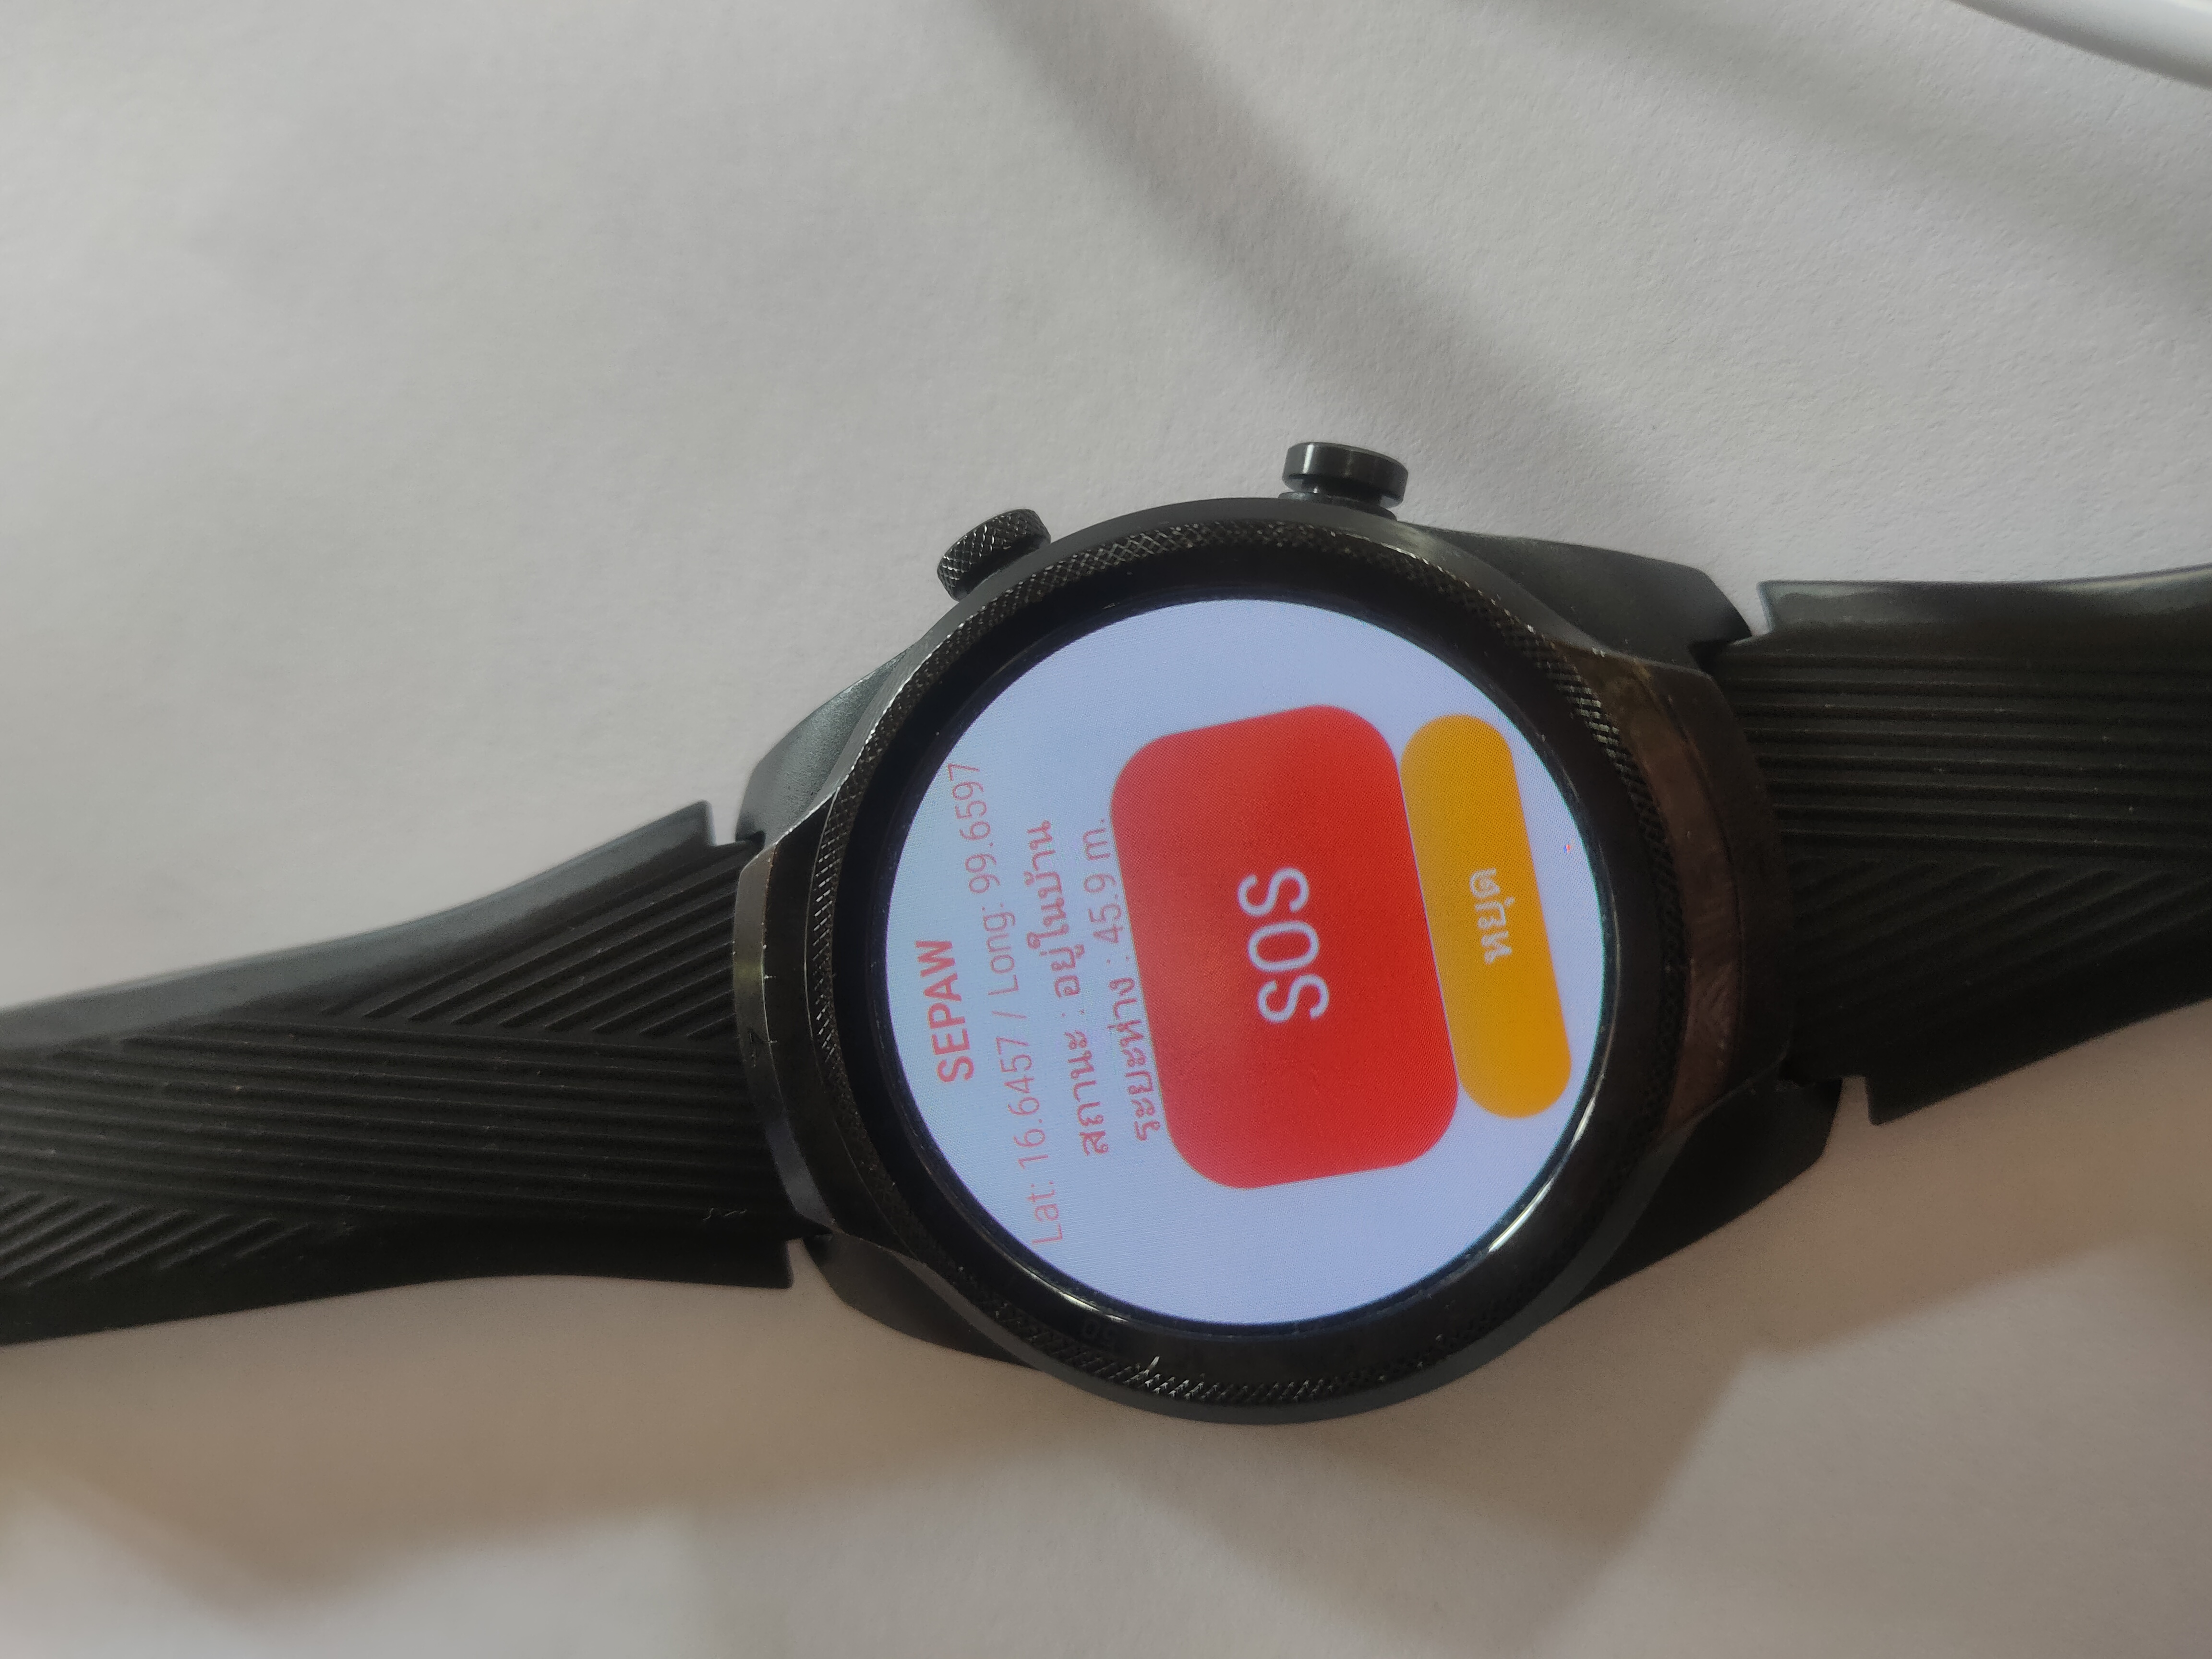 SEPAW
Lat: 16.6457 / Long: 99.6597
สถานะ : อยู่ในบ้าน
ระยะห่าง : 45.9 m.
SOS
หยุด